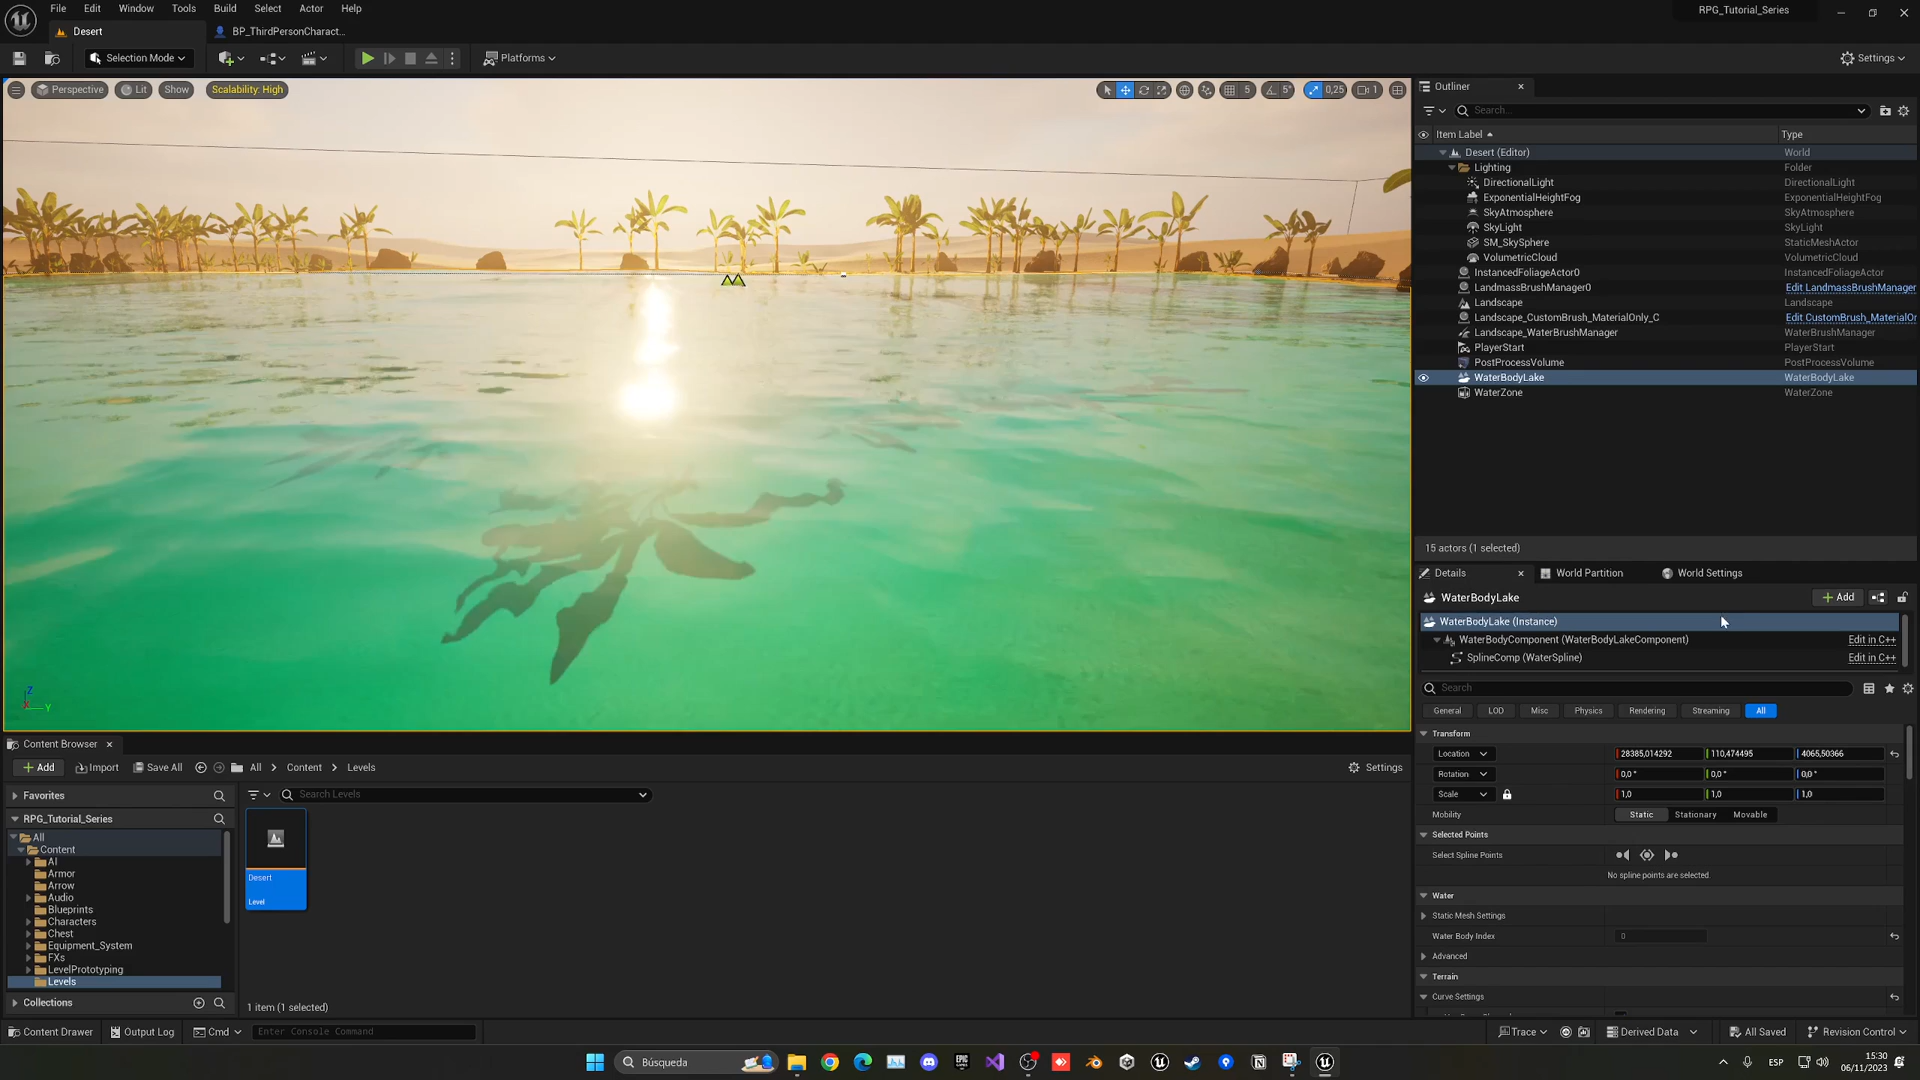 File Edit Window Tools Build Select Actor Help
RPG_Tutorial_Series
Desert
BP_ThirdPersonCharact...
Selection Mode
Platforms
Settings
Perspective
Lit
Show
Scalability: High
5
5°
0,25
1
Outliner
Search...
Item Label
Type
Desert (Editor) World
Lighting Folder
DirectionalLight DirectionalLight
ExponentialHeightFog ExponentialHeightFog
SkyAtmosphere SkyAtmosphere
SkyLight SkyLight
SM_SkySphere StaticMeshActor
VolumetricCloud VolumetricCloud
InstancedFoliageActor0 InstancedFoliageActor
LandmassBrushManager0 Edit LandmassBrushManager
Landscape Landscape
Landscape_CustomBrush_MaterialOnly_C Edit CustomBrush_MaterialOr
Landscape_WaterBrushManager WaterBrushManager
PlayerStart PlayerStart
PostProcessVolume PostProcessVolume
WaterBodyLake WaterBodyLake
WaterZone WaterZone
15 actors (1 selected)
Details
World Partition
World Settings
WaterBodyLake
Add
WaterBodyLake (Instance)
WaterBodyComponent (WaterBodyLakeComponent) Edit in C++
SplineComp (WaterSpline) Edit in C++
Search
General LOD Misc Physics Rendering Streaming All
Transform
Location 28385,014292 110,474495 4065,50366
Rotation 0,0 ° 0,0 ° 0,0 °
Scale 1,0 1,0 1,0
Mobility Static Stationary Movable
Selected Points
Select Spline Points
No spline points are selected
Water
Static Mesh Settings
Water Body Index 0
Advanced
Terrain
Curve Settings
z
x
y
Content Browser
Add Import Save All All Content Levels
Settings
Favorites
Search Levels
RPG_Tutorial_Series
All
Content
AI
Armor
Arrow
Audio
Blueprints
Characters
Chest
Equipment_System
FXs
LevelPrototyping
Levels
Collections
Desert
Level
1 item (1 selected)
Content Drawer Output Log Cmd Enter Console Command
Trace Derived Data All Saved Revision Control
Búsqueda
ESP
15:30
06/11/2023